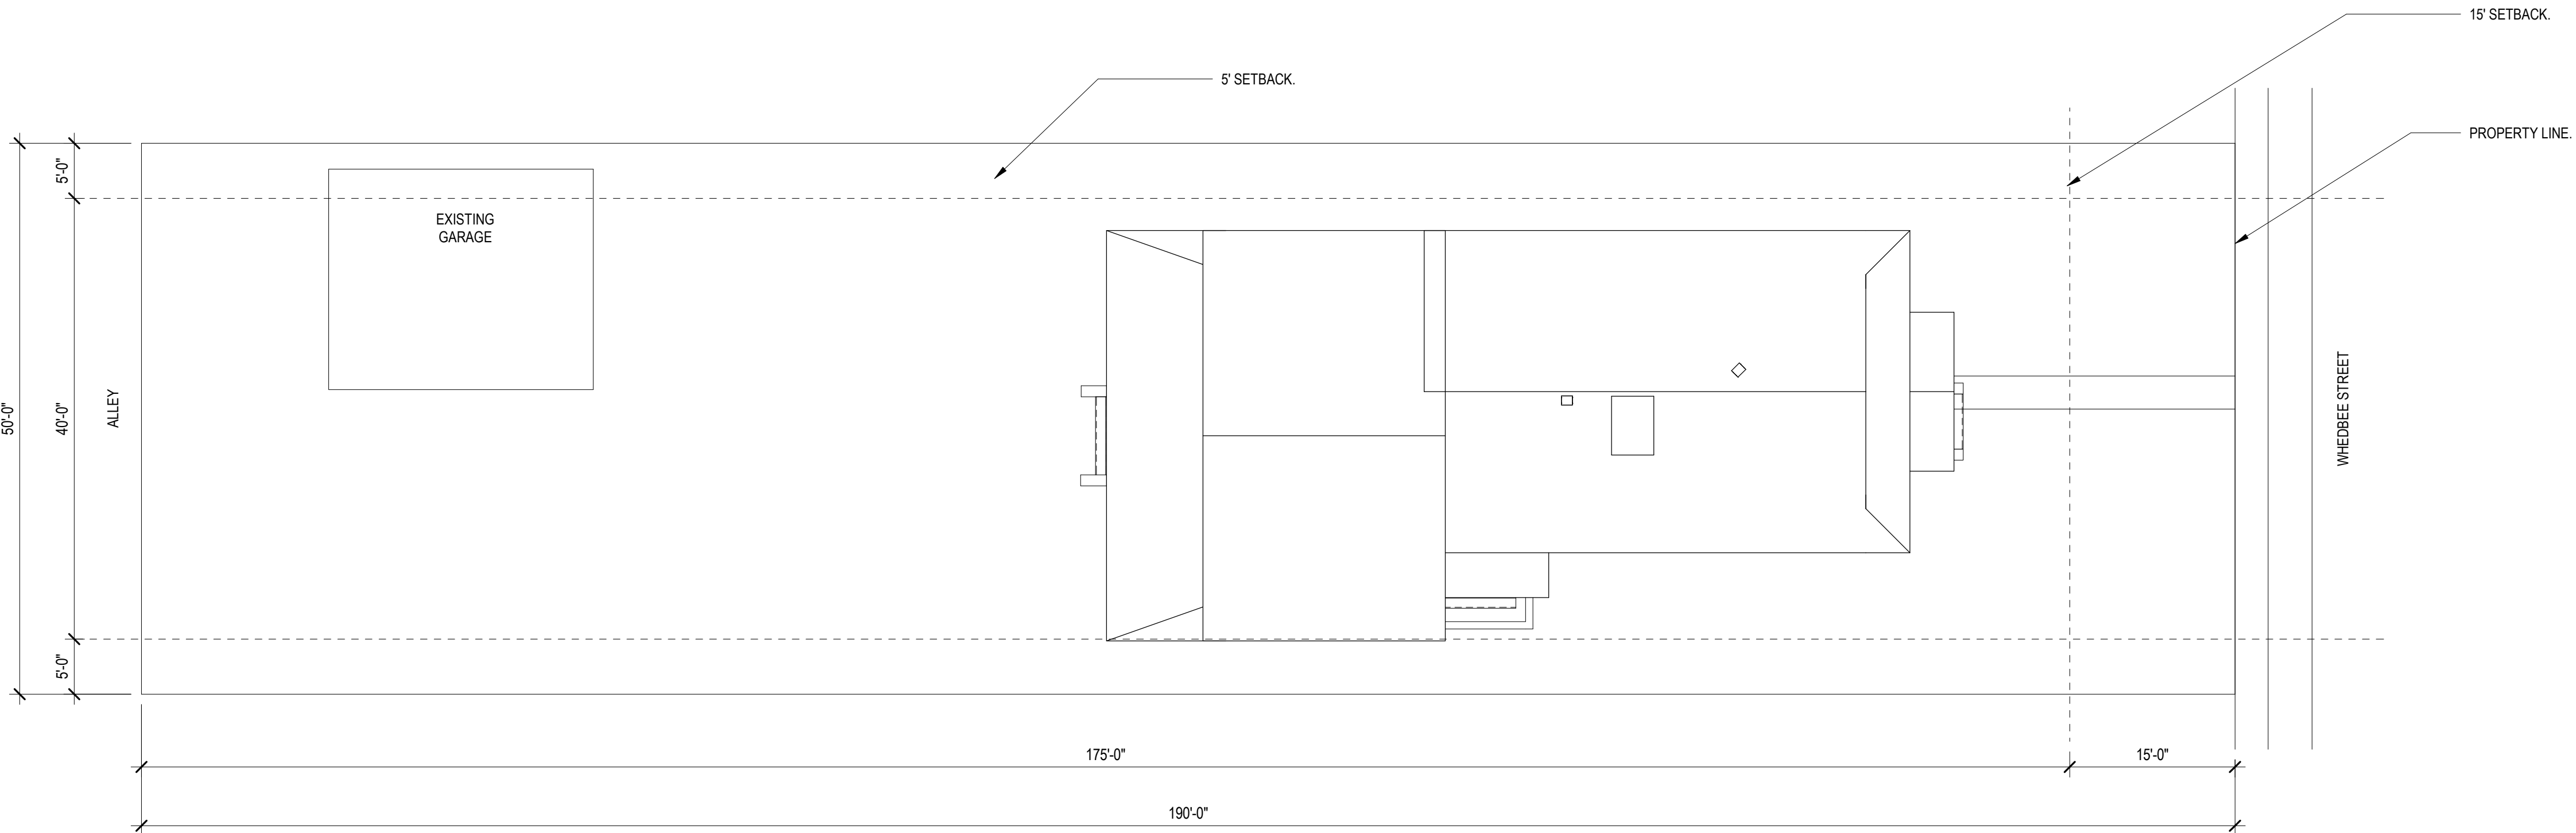 15' SETBACK.
5' SETBACK.
PROPERTY LINE.
5'-0"
EXISTING
GARAGE
50'-0"
40'-0"
ALLEY
WHEDBEE STREET
5'-0"
175'-0"
15'-0"
190'-0"